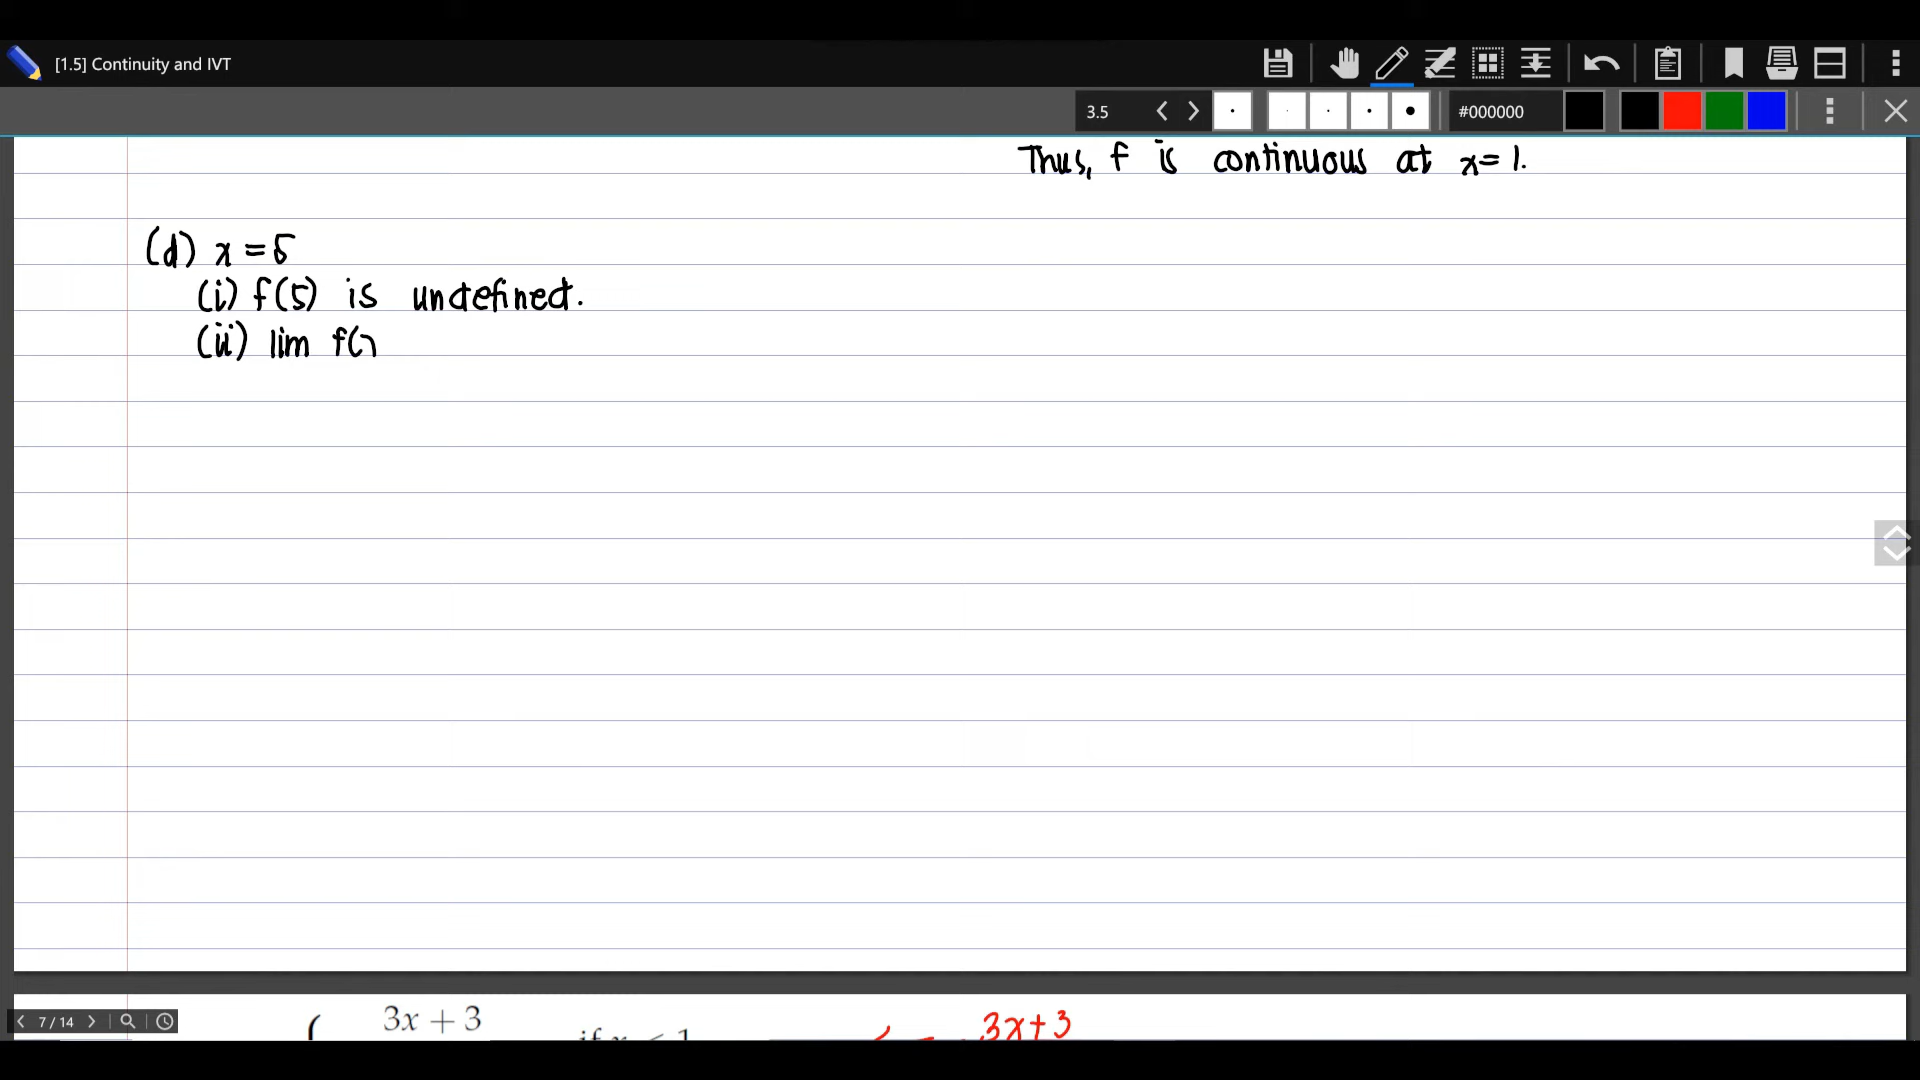 [1.5] Continuity and IVT
3.5
#000000
Thus, f is continuous at x=1.
(d) x = 5
(i) f(5) is undefined.
(ii) lim f(
7 / 14
3x + 3
3x+3